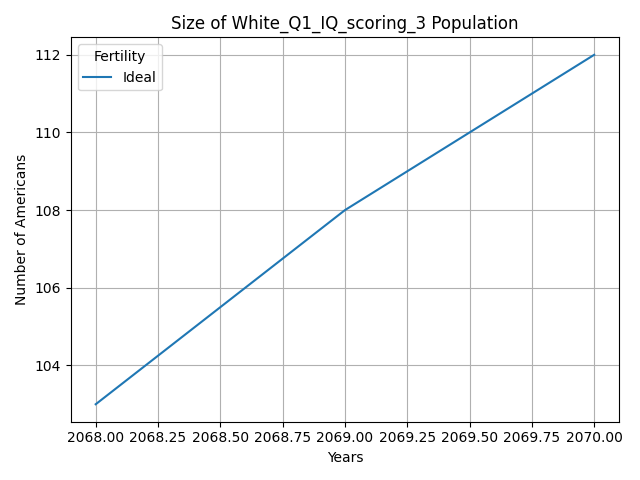 Size of White_Q1_IQ_scoring_3 Population
Fertility
Ideal
Number of Americans
112
110
108
106
104
2068.00 2068.25 2068.50 2068.75 2069.00 2069.25 2069.50 2069.75 2070.00
Years